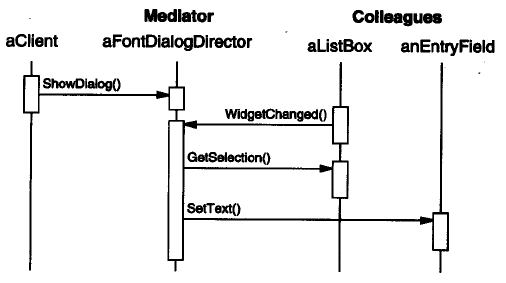 Mediator
Colleagues
aClient
aFontDialogDirector
aListBox
anEntryField
ShowDialog()
WidgetChanged()
GetSelection()
SetText()